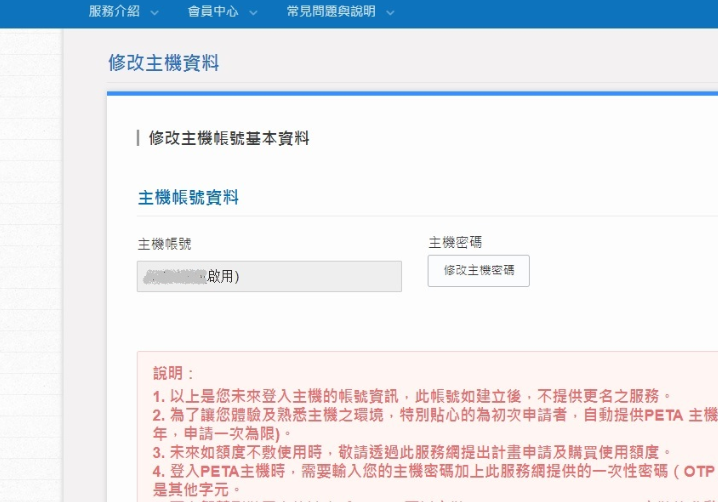 服務介紹 會員中心 常見問題與說明
修改主機資料
修改主機帳號基本資料
主機帳號資料
主機帳號 主機密碼
啟用) 修改主機密碼
說明：
1. 以上是您未來登入主機的帳號資訊，此帳號如建立後，不提供更名之服務。
2. 為了讓您體驗及熟悉主機之環境，特別貼心的為初次申請者，自動提供PETA 主機
年，申請一次為限)。
3. 未來如額度不敷使用時，敬請透過此服務網提出計畫申請及購買使用額度。
4. 登入PETA主機時，需要輸入您的主機密碼加上此服務網提供的一次性密碼（OTP
是其他字元。